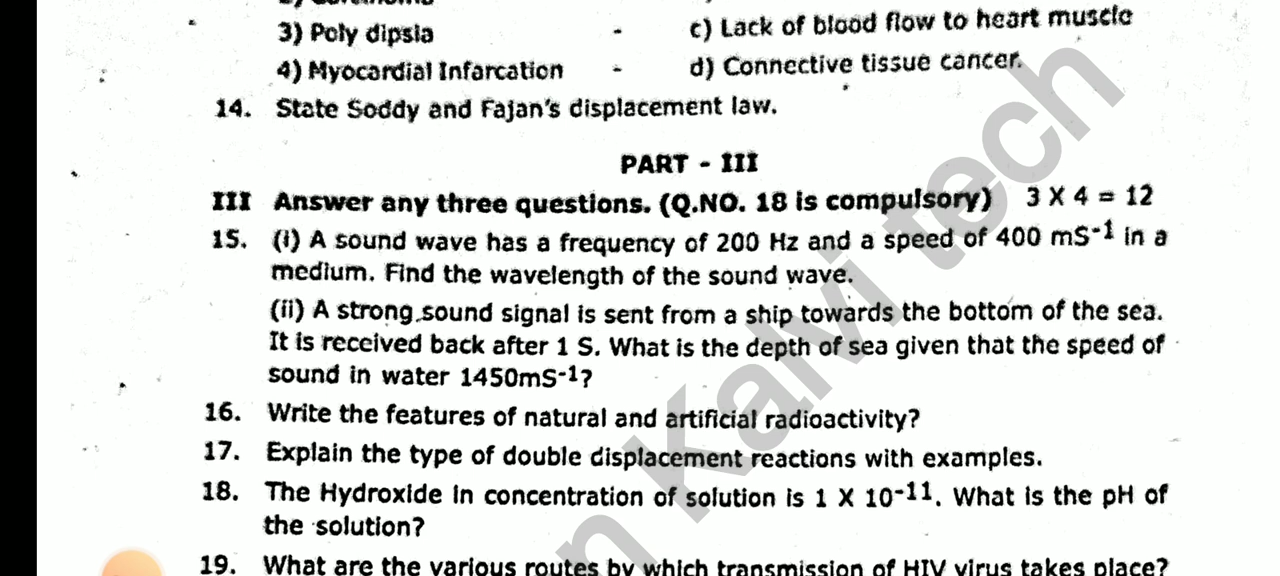 3) Poly dipsia - c) Lack of blood flow to heart muscle
4) Myocardial Infarcation - d) Connective tissue cancer.
14. State Soddy and Fajan's displacement law.
PART - III
III Answer any three questions. (Q.NO. 18 is compulsory) 3 X 4 = 12
15. (i) A sound wave has a frequency of 200 Hz and a speed of 400 mS-1 in a
medium. Find the wavelength of the sound wave.
(ii) A strong sound signal is sent from a ship towards the bottom of the sea.
It is received back after 1 S. What is the depth of sea given that the speed of
sound in water 1450mS-1?
16. Write the features of natural and artificial radioactivity?
17. Explain the type of double displacement reactions with examples.
18. The Hydroxide in concentration of solution is 1 X 10-11. What is the pH of
the solution?
19. What are the various routes by which transmission of HIV virus takes place?
n Kalvi tech